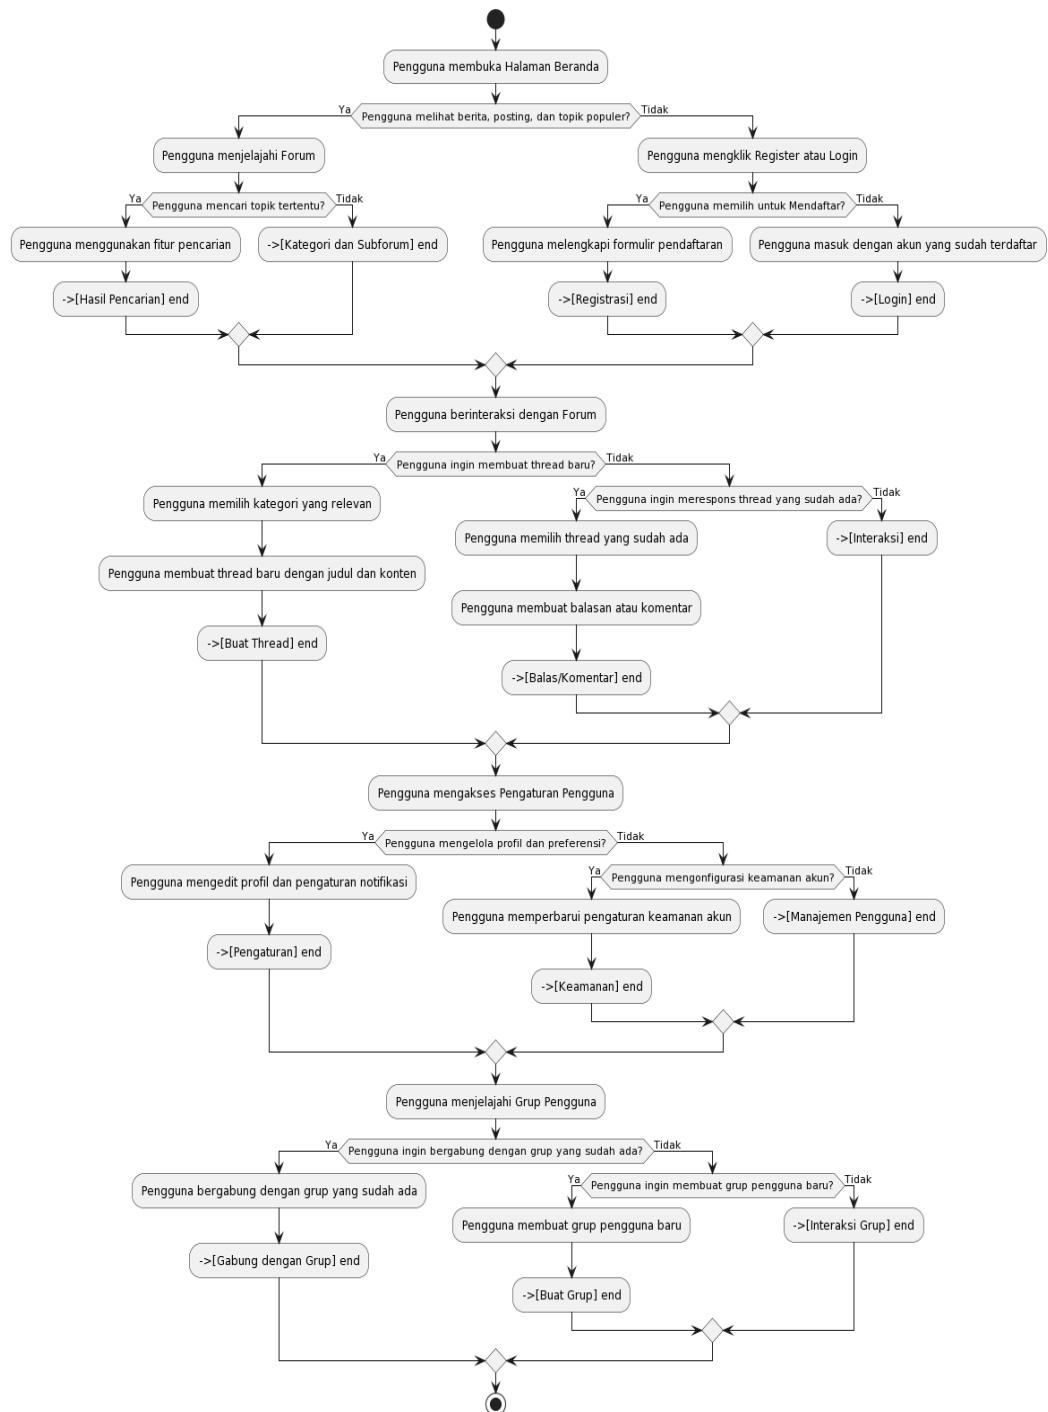 Pengguna membuka Halaman Beranda
Ya
Pengguna melihat berita, posting, dan topik populer?
Tidak
Pengguna menjelajahi Forum
Pengguna mengklik Register atau Login
Ya
Pengguna mencari topik tertentu?
Tidak
Ya
Pengguna memilih untuk Mendaftar?
Tidak
Pengguna menggunakan fitur pencarian
->[Kategori dan Subforum] end
Pengguna melengkapi formulir pendaftaran
Pengguna masuk dengan akun yang sudah terdaftar
->[Hasil Pencarian] end
->[Registrasi] end
->[Login] end
Pengguna berinteraksi dengan Forum
Ya
Pengguna ingin membuat thread baru?
Tidak
Pengguna memilih kategori yang relevan
Ya
Pengguna ingin merespons thread yang sudah ada?
Tidak
Pengguna memilih thread yang sudah ada
->[Interaksi] end
Pengguna membuat thread baru dengan judul dan konten
Pengguna membuat balasan atau komentar
->[Buat Thread] end
->[Balas/Komentar] end
Pengguna mengakses Pengaturan Pengguna
Ya
Pengguna mengelola profil dan preferensi?
Tidak
Pengguna mengedit profil dan pengaturan notifikasi
Ya
Pengguna mengonfigurasi keamanan akun?
Tidak
Pengguna memperbarui pengaturan keamanan akun
->[Manajemen Pengguna] end
->[Pengaturan] end
->[Keamanan] end
Pengguna menjelajahi Grup Pengguna
Ya
Pengguna ingin bergabung dengan grup yang sudah ada?
Tidak
Pengguna bergabung dengan grup yang sudah ada
Ya
Pengguna ingin membuat grup pengguna baru?
Tidak
Pengguna membuat grup pengguna baru
->[Interaksi Grup] end
->[Gabung dengan Grup] end
->[Buat Grup] end